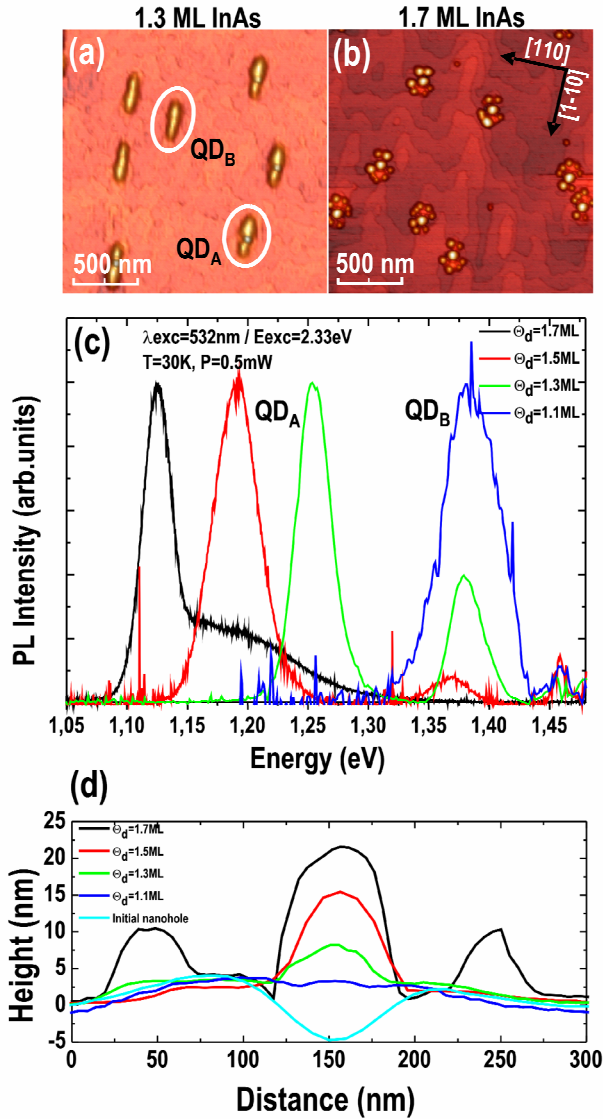 1.3 ML InAs 1.7 ML InAs
(a)
QD_B
QD_A
500 nm
(b)
[110]
[1-10]
500 nm
(c)
λexc=532nm / Eexc=2.33eV
T=30K, P=0.5mW
QD_A
QD_B
Θd=1.7ML
Θd=1.5ML
Θd=1.3ML
Θd=1.1ML
PL Intensity (arb.units)
1,05 1,10 1,15 1,20 1,25 1,30 1,35 1,40 1,45
Energy (eV)
(d)
Θd=1.7ML
Θd=1.5ML
Θd=1.3ML
Θd=1.1ML
Initial nanohole
Height (nm)
25
20
15
10
5
0
-5
0 50 100 150 200 250 300
Distance (nm)